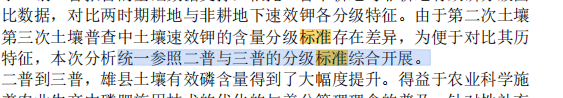 比数据，对比两时期耕地与非耕地下速效钾各分级特征。由于第二次土壤
第三次土壤普查中土壤速效钾的含量分级标准存在差异，为便于对比其历
特征，本次分析统一参照二普与三普的分级标准综合开展。
二普到三普，雄县土壤有效磷含量得到了大幅度提升。得益于农业科学施